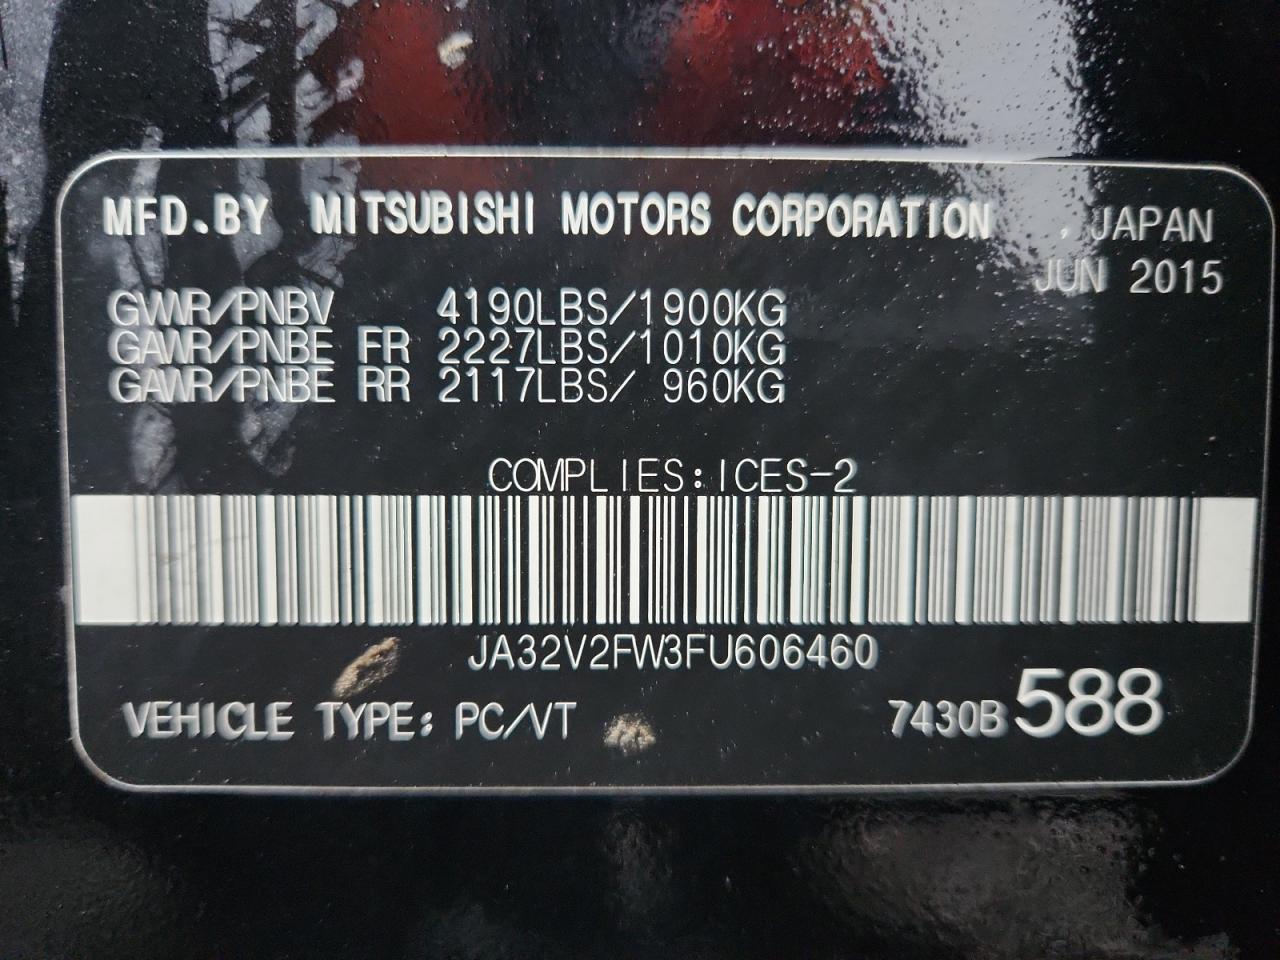 MFD.BY MITSUBISHI MOTORS CORPORATION , JAPAN
JUN 2015
GVWR/PNBV 4190LBS/1900KG
GAWR/PNBE FR 2227LBS/1010KG
GAWR/PNBE RR 2117LBS/ 960KG
COMPLIES:ICES-2
JA32V2FW3FU606460
VEHICLE TYPE: PC/VT 7430B 588